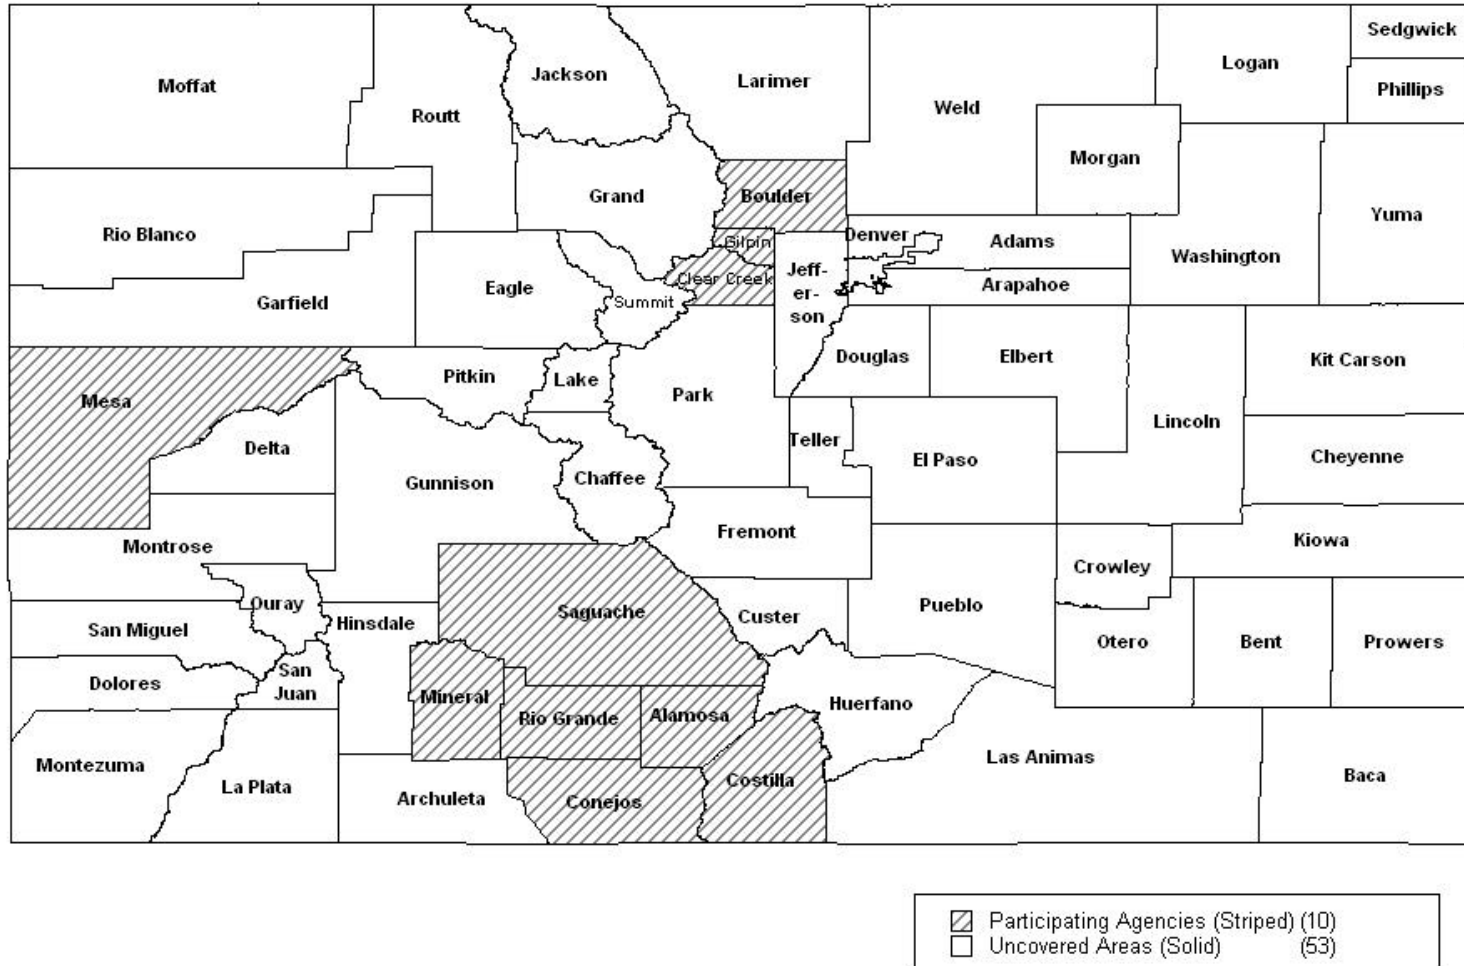 Sedgwick
Logan
Jackson
Larimer
Moffat
Phillips
Weld
Routt
Morgan
Grand
Boulder
Yuma
Rio Blanco
Gilpin
Denver
Adams
Washington
Clear Creek
Jeff-
er-
son
Arapahoe
Eagle
Summit
Garfield
Douglas
Elbert
Kit Carson
Pitkin
Lake
Park
Mesa
Lincoln
Teller
Delta
El Paso
Cheyenne
Gunnison
Chaffee
Fremont
Montrose
Kiowa
Crowley
Ouray
Saguache
Pueblo
Custer
Hinsdale
San Miguel
Otero
Bent
Prowers
San
Juan
Dolores
Mineral
Rio Grande
Alamosa
Huerfano
Las Animas
Montezuma
La Plata
Costilla
Baca
Archuleta
Conejos
Participating Agencies (Striped) (10)
Uncovered Areas (Solid) (53)